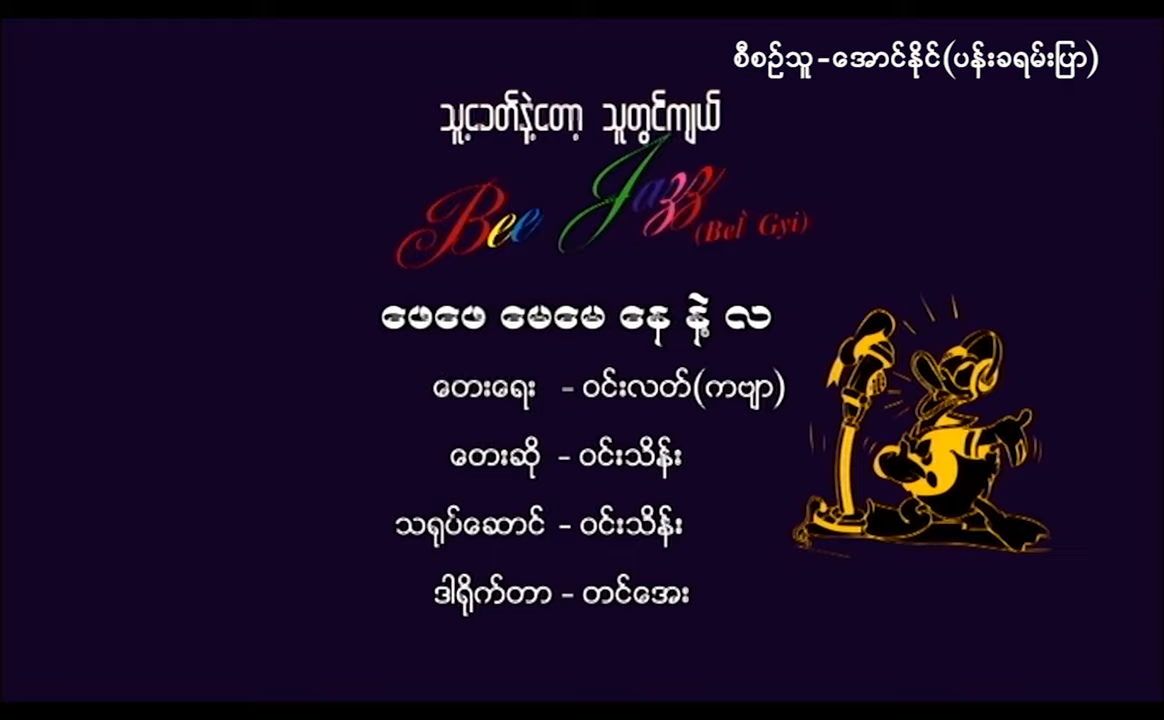 စီစဉ်သူ-အောင်နိုင်(ပန်းခရမ်းပြာ)
သူ့ခေတ်နဲ့တော့ သူတွင်ကျယ်
Bee Jazz
(Bel Gyi)
ဖေဖေ မေမေ နေ နဲ့ လ
တေးရေး - ဝင်းလတ်(ကဗျာ)
တေးဆို - ဝင်းသိန်း
သရုပ်ဆောင် - ဝင်းသိန်း
ဒါရိုက်တာ - တင်အေး